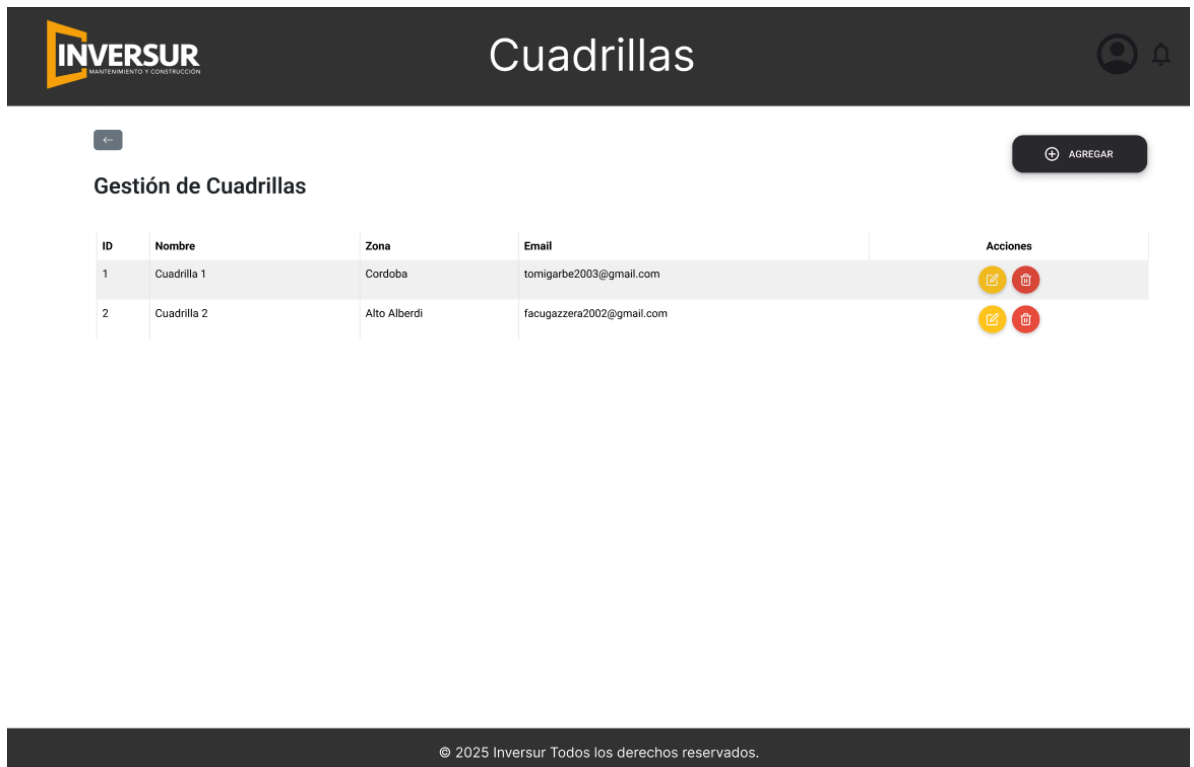 INVERSUR
MANTENIMIENTO Y CONSTRUCCIÓN
Cuadrillas
AGREGAR
Gestión de Cuadrillas
ID Nombre Zona Email Acciones
1 Cuadrilla 1 Cordoba tomigarbe2003@gmail.com
2 Cuadrilla 2 Alto Alberdi facugazzera2002@gmail.com
© 2025 Inversur Todos los derechos reservados.